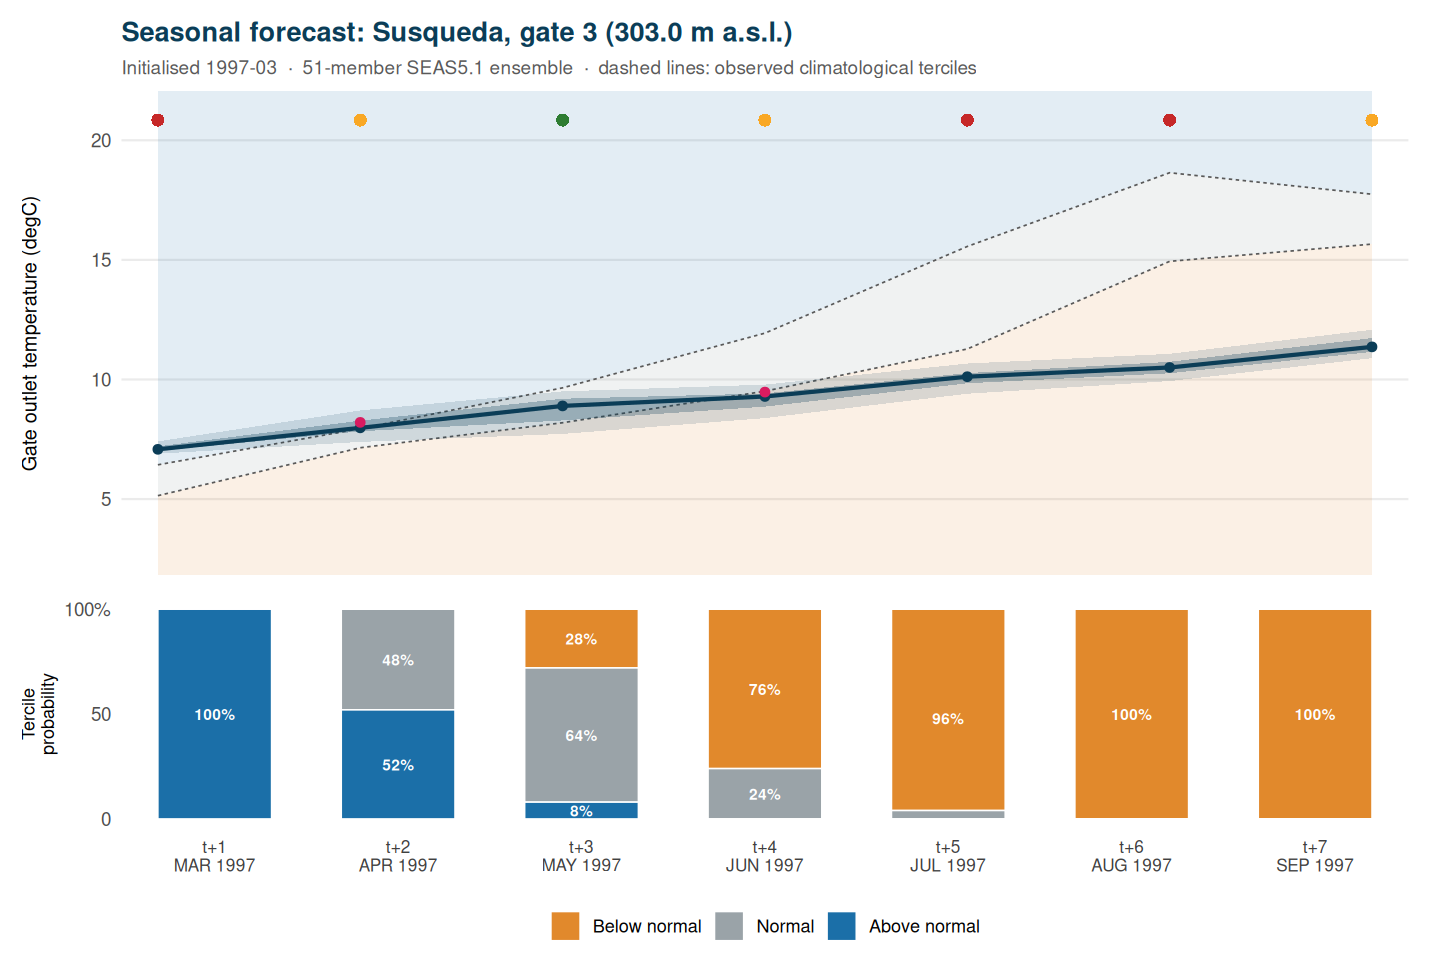 Seasonal forecast: Susqueda, gate 3 (303.0 m a.s.l.)
Initialised 1997-03 · 51-member SEAS5.1 ensemble · dashed lines: observed climatological terciles
Gate outlet temperature (degC)
20
15
10
5
Tercile
probability
100%
50
0
100%
48%
52%
28%
64%
8%
76%
24%
96%
100%
100%
t+1
MAR 1997
t+2
APR 1997
t+3
MAY 1997
t+4
JUN 1997
t+5
JUL 1997
t+6
AUG 1997
t+7
SEP 1997
Below normal
Normal
Above normal